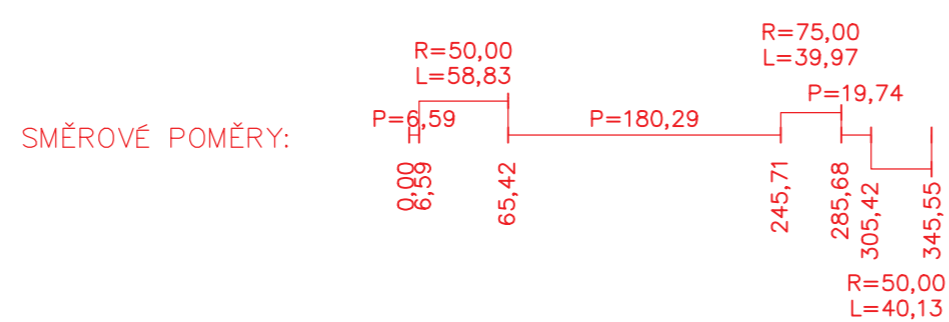 R=50,00
L=58,83
R=75,00
L=39,97
SMĚROVÉ POMĚRY:
P=6,59
P=180,29
P=19,74
0,00
6,59
65,42
245,71
285,68
305,42
345,55
R=50,00
L=40,13